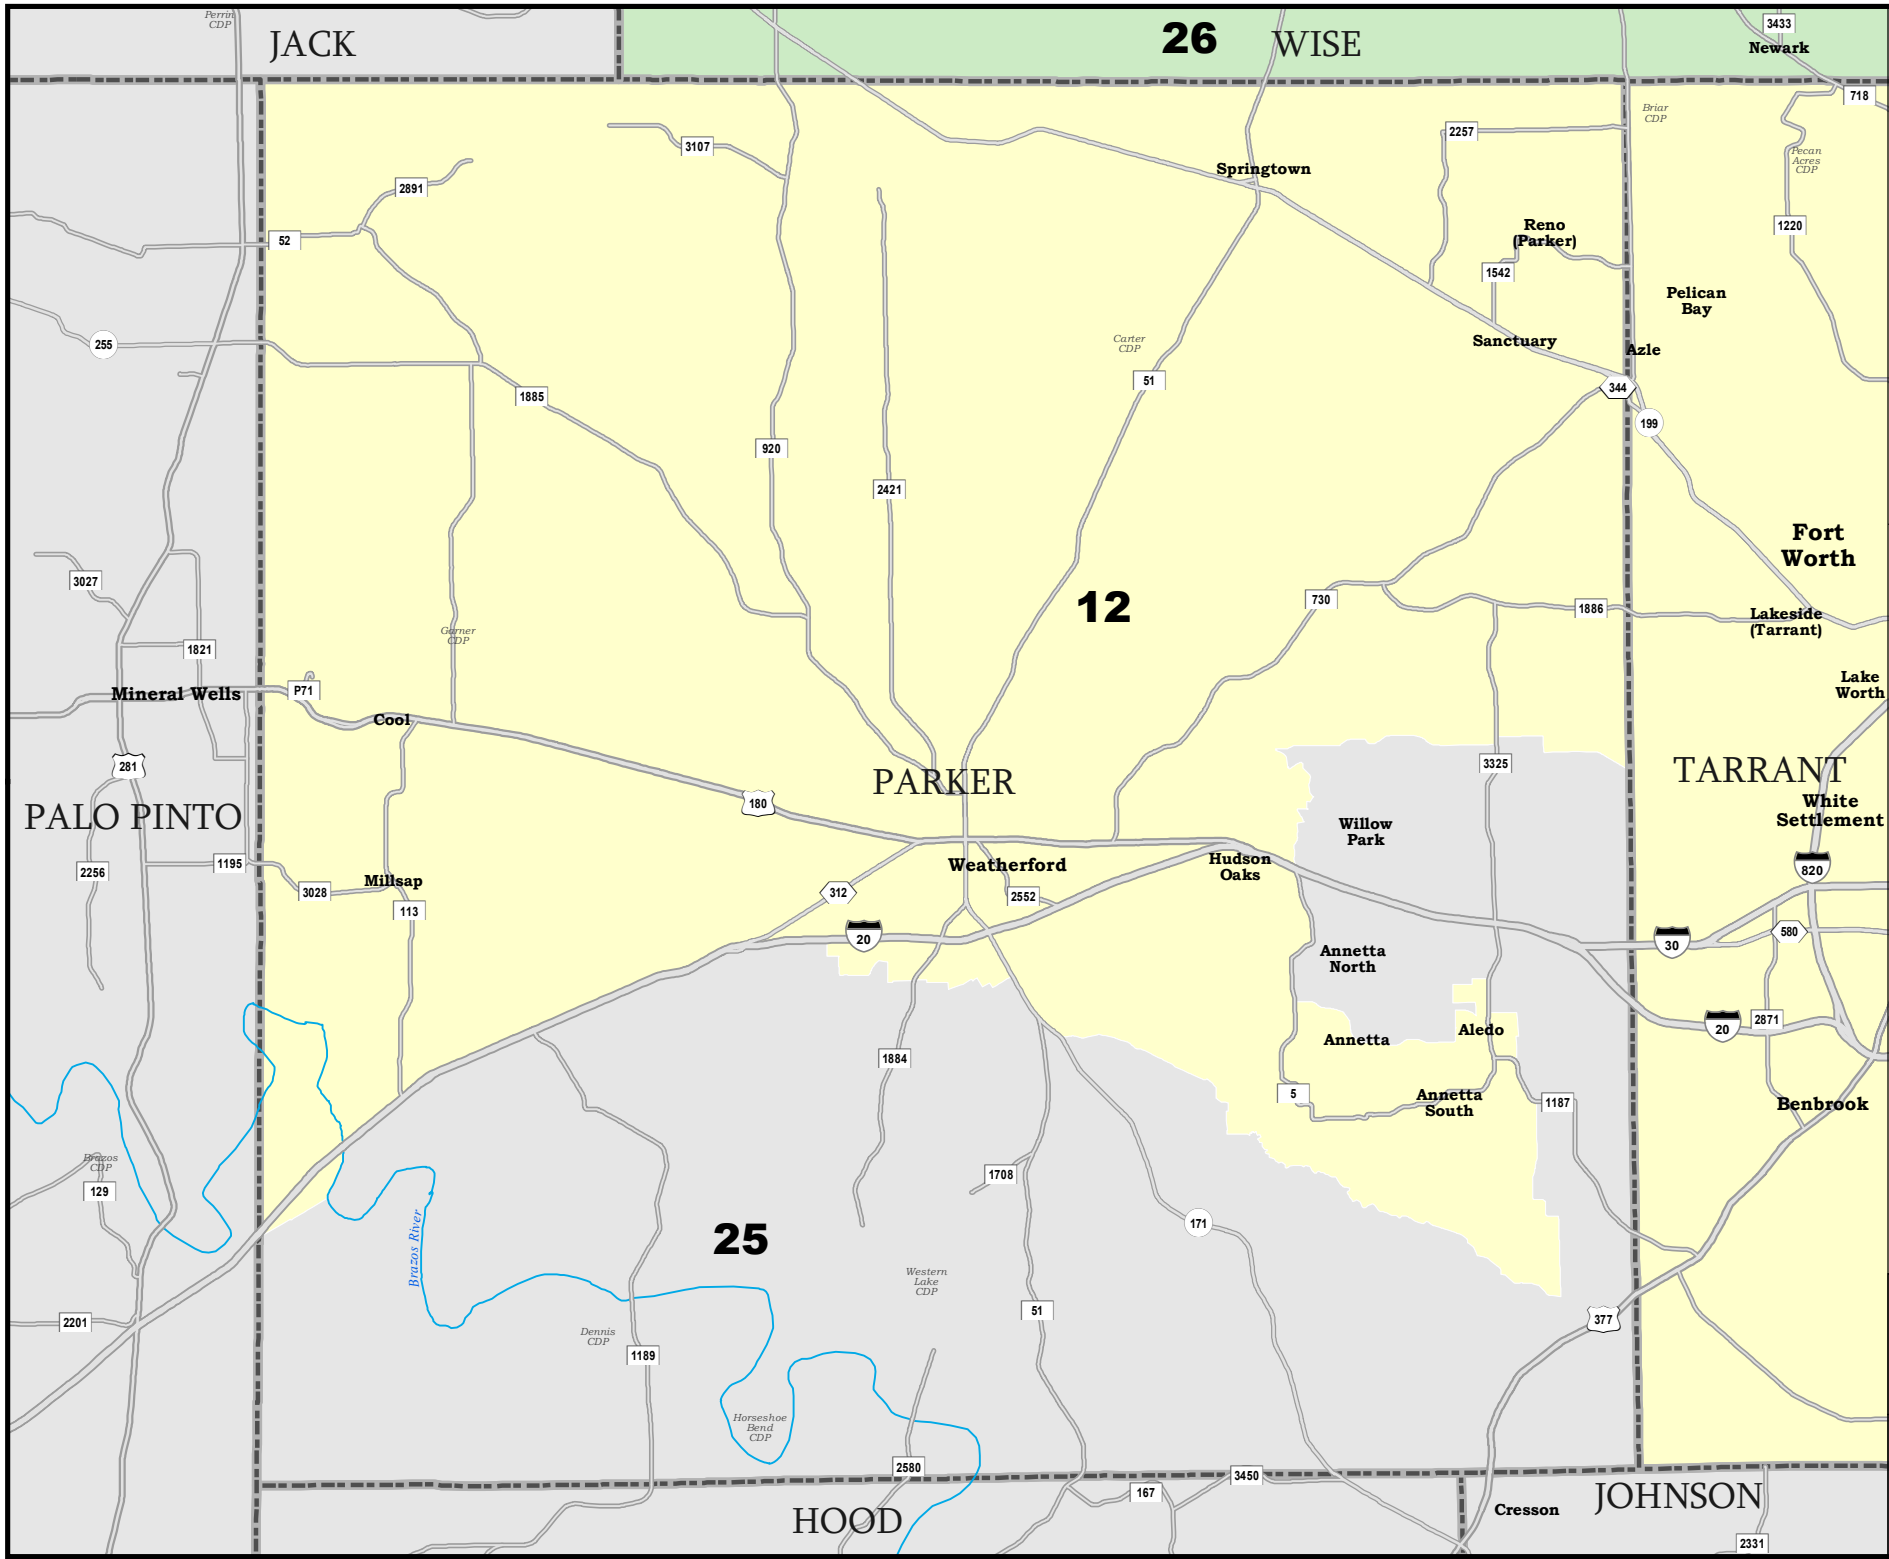 Perrin
CDP
JACK
26
WISE
3433
Newark
718
Briar
CDP
3107
2257
Pecan
Acres
CDP
Springtown
2891
52
Reno
(Parker)
1220
1542
Pelican
Bay
255
Carter
CDP
Sanctuary
Azle
51
344
1885
199
920
2421
Fort
Worth
3027
12
730
1886
Lakeside
(Tarrant)
Garner
CDP
1821
Mineral Wells
P71
Lake
Worth
Cool
281
3325
TARRANT
PARKER
180
PALO PINTO
White
Settlement
Willow
Park
1195
2256
Weatherford
Hudson
Oaks
820
3028
Millsap
312
2552
113
20
30
580
Annetta
North
20
2871
Annetta
Aledo
1884
5
Annetta
South
1187
Benbrook
Brazos
CDP
129
1708
171
Brazos River
25
Western
Lake
CDP
51
2201
377
Dennis
CDP
1189
Horseshoe
Bend
CDP
2580
3450
167
HOOD
Cresson
JOHNSON
2331